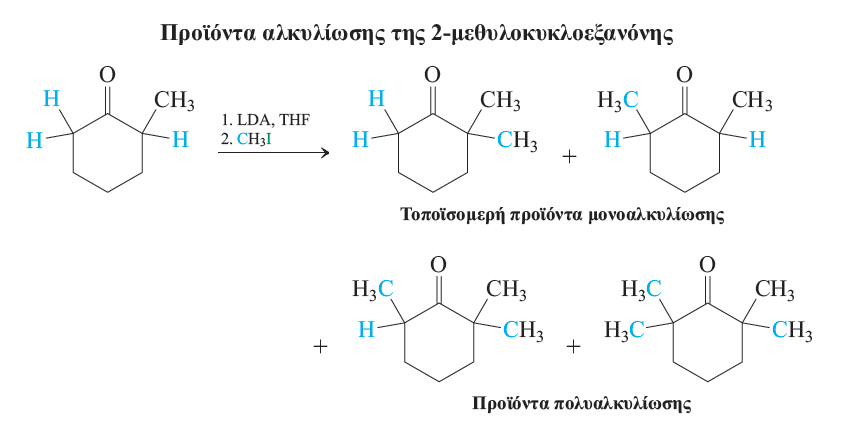 Προϊόντα αλκυλίωσης της 2-μεθυλοκυκλοεξανόνης
O
H
CH₃
H
H
1. LDA, THF
2. CH₃I
O
H
CH₃
H
CH₃
+
O
H₃C
CH₃
H
H
Τοποϊσομερή προϊόντα μονοαλκυλίωσης
+
O
H₃C
CH₃
H
CH₃
+
O
H₃C
CH₃
H₃C
CH₃
Προϊόντα πολυαλκυλίωσης